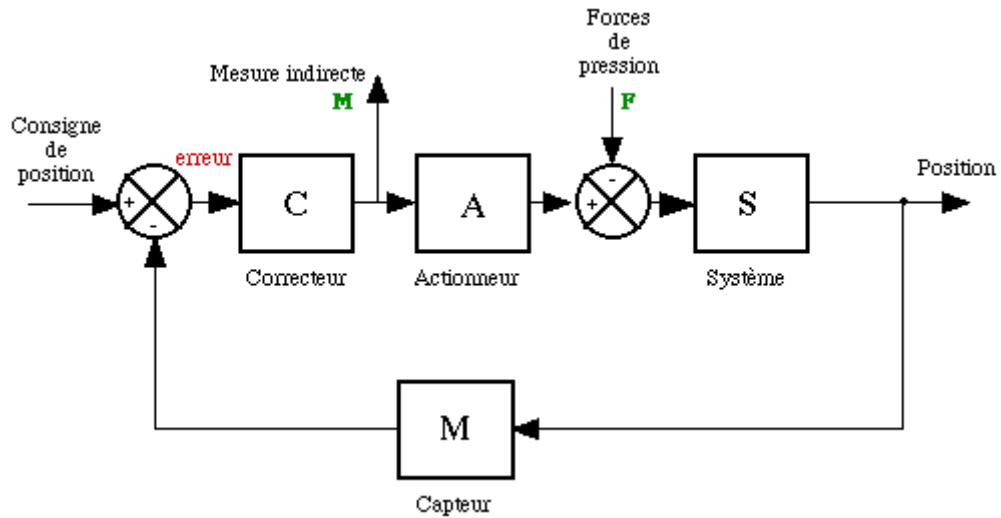 Forces
de
pression
Mesure indirecte
M
F
Consigne
de
position
erreur
Position
+
-
C
A
-
+
S
Correcteur
Actionneur
Système
M
Capteur